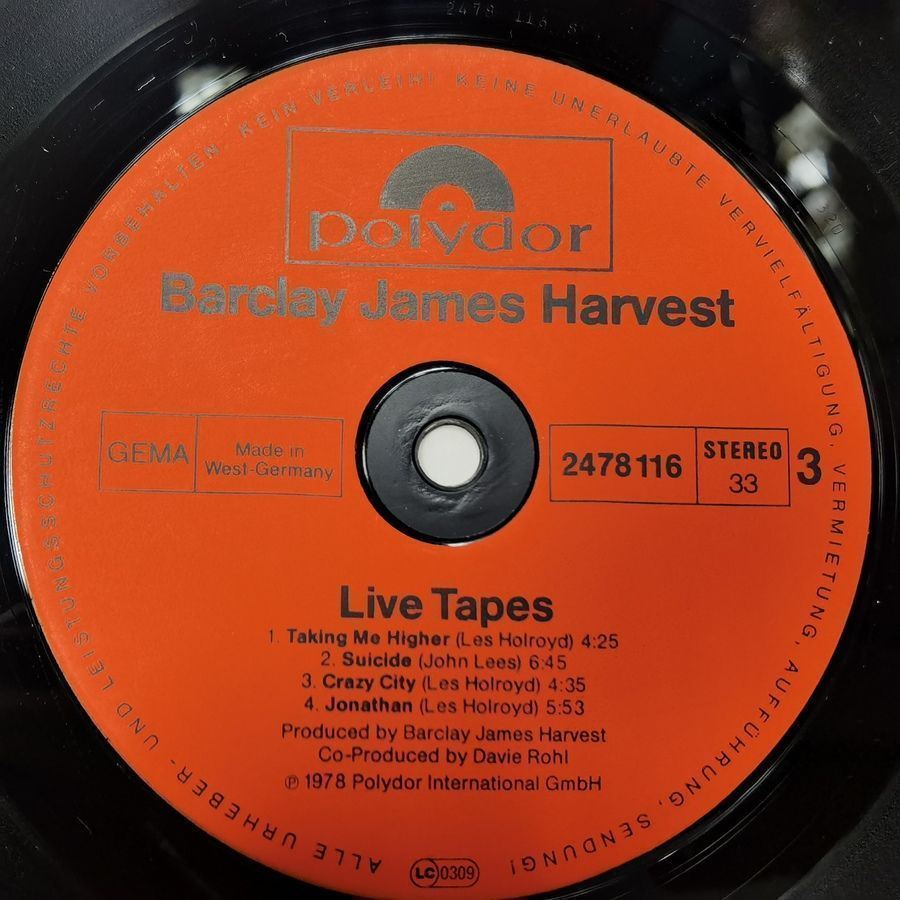 2478 116 S
ALLE URHEBER- UND LEISTUNGSSCHUTZRECHTE VORBEHALTEN. KEIN VERLEIH! KEINE UNERLAUBTE VERVIELFÄLTIGUNG, VERMIETUNG, AUFFÜHRUNG, SENDUNG!
polydor
Barclay James Harvest
GEMA
Made in
West-Germany
2478 116
STEREO
33
3
Live Tapes
1. Taking Me Higher (Les Holroyd) 4:25
2. Suicide (John Lees) 6:45
3. Crazy City (Les Holroyd) 4:35
4. Jonathan (Les Holroyd) 5:53
Produced by Barclay James Harvest
Co-Produced by Davie Rohl
℗ 1978 Polydor International GmbH
LC 0309
320